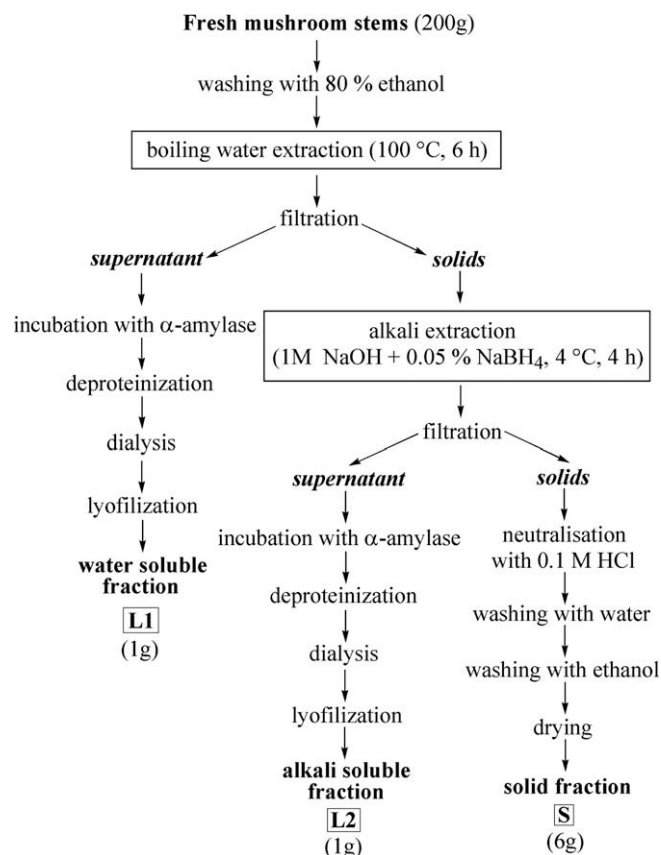 Fresh mushroom stems (200g)
washing with 80 % ethanol
boiling water extraction (100 °C, 6 h)
filtration
supernatant
solids
incubation with α-amylase
deproteinization
dialysis
lyofilization
water soluble
fraction
L1
(1g)
alkali extraction
(1M NaOH + 0.05 % NaBH4, 4 °C, 4 h)
filtration
supernatant
solids
incubation with α-amylase
deproteinization
dialysis
lyofilization
alkali soluble
fraction
L2
(1g)
neutralisation
with 0.1 M HCl
washing with water
washing with ethanol
drying
solid fraction
S
(6g)